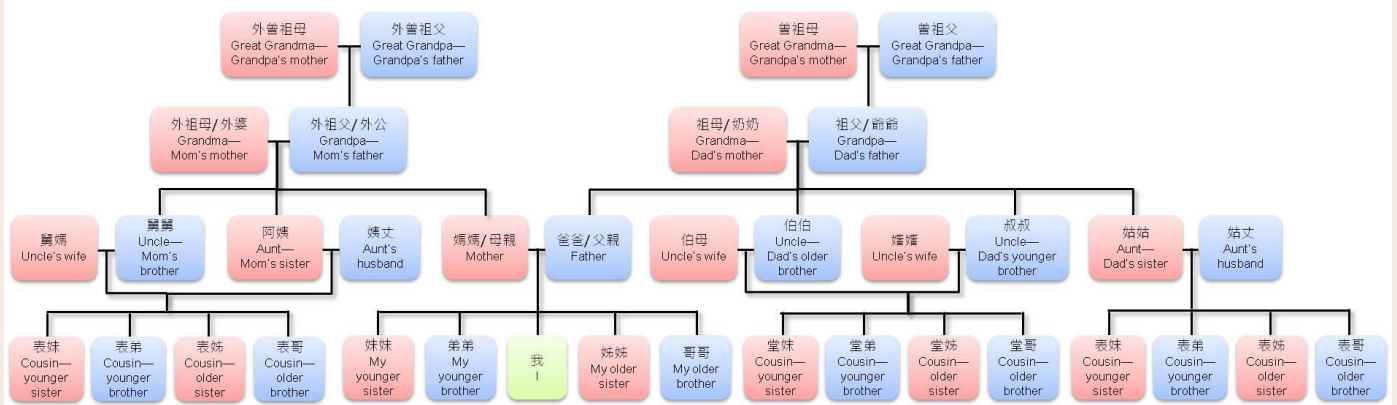 外曾祖母
Great Grandma—
Grandpa's mother
外曾祖父
Great Grandpa—
Grandpa's father
曾祖母
Great Grandma—
Grandpa's mother
曾祖父
Great Grandpa—
Grandpa's father
外祖母/外婆
Grandma—
Mom's mother
外祖父/外公
Grandpa—
Mom's father
祖母/奶奶
Grandma—
Dad's mother
祖父/爺爺
Grandpa—
Dad's father
舅媽
Uncle's wife
舅舅
Uncle—
Mom's
brother
阿姨
Aunt—
Mom's sister
姨丈
Aunt's
husband
媽媽/母親
Mother
爸爸/父親
Father
伯母
Uncle's wife
伯伯
Uncle—
Dad's older
brother
嬸嬸
Uncle's wife
叔叔
Uncle—
Dad's younger
brother
姑姑
Aunt—
Dad's sister
姑丈
Aunt's
husband
表妹
Cousin—
younger
sister
表弟
Cousin—
younger
brother
表姊
Cousin—
older
sister
表哥
Cousin—
older
brother
妹妹
My
younger
sister
弟弟
My
younger
brother
我
I
姊姊
My older
sister
哥哥
My older
brother
堂妹
Cousin—
younger
sister
堂弟
Cousin—
younger
brother
堂姊
Cousin—
older
sister
堂哥
Cousin—
older
brother
表妹
Cousin—
younger
sister
表弟
Cousin—
younger
brother
表姊
Cousin—
older
sister
表哥
Cousin—
older
brother